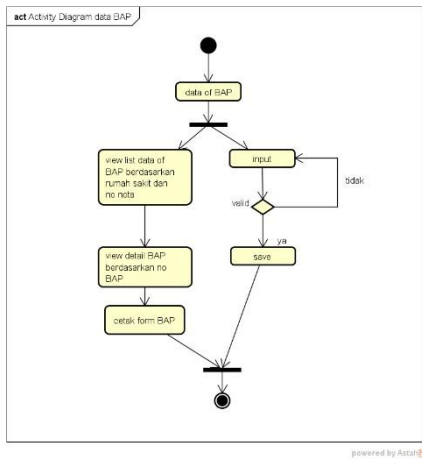 act Activity Diagram data BAP
data of BAP
view list data of
BAP berdasarkan
rumah sakit dan
no nota
input
tidak
valid
ya
view detail BAP
berdasarkan no
BAP
save
cetak form BAP
powered by Astah